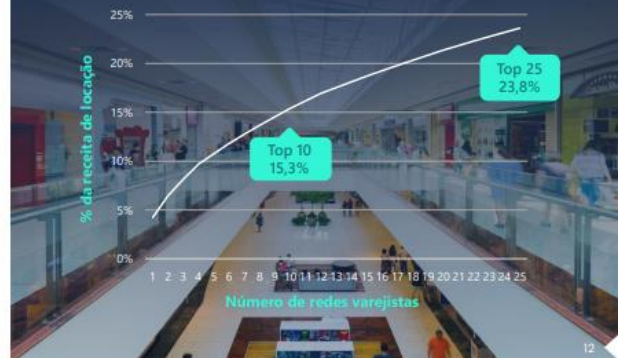 25%
20%
15%
10%
5%
0%
% da receita de locação
Top 25
23,8%
Top 10
15,3%
1 2 3 4 5 6 7 8 9 10 11 12 13 14 15 16 17 18 19 20 21 22 23 24 25
Número de redes varejistas
12